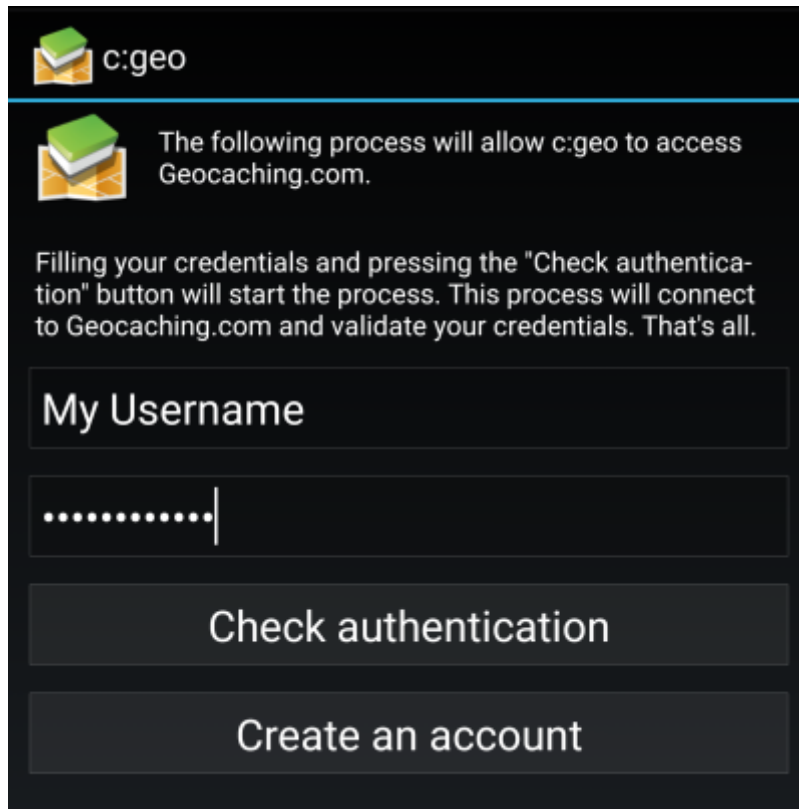 c:geo
The following process will allow c:geo to access
Geocaching.com.
Filling your credentials and pressing the "Check authentica-
tion" button will start the process. This process will connect
to Geocaching.com and validate your credentials. That's all.
My Username
••••••••••••
Check authentication
Create an account